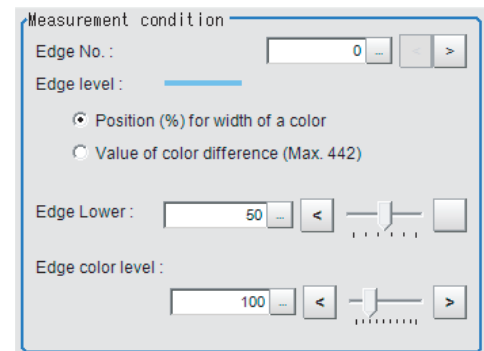 Measurement condition
Edge No. : 0 ... < >
Edge level :
Position (%) for width of a color
Value of color difference (Max. 442)
Edge Lower : 50 ... <
Edge color level :
100 ... < >